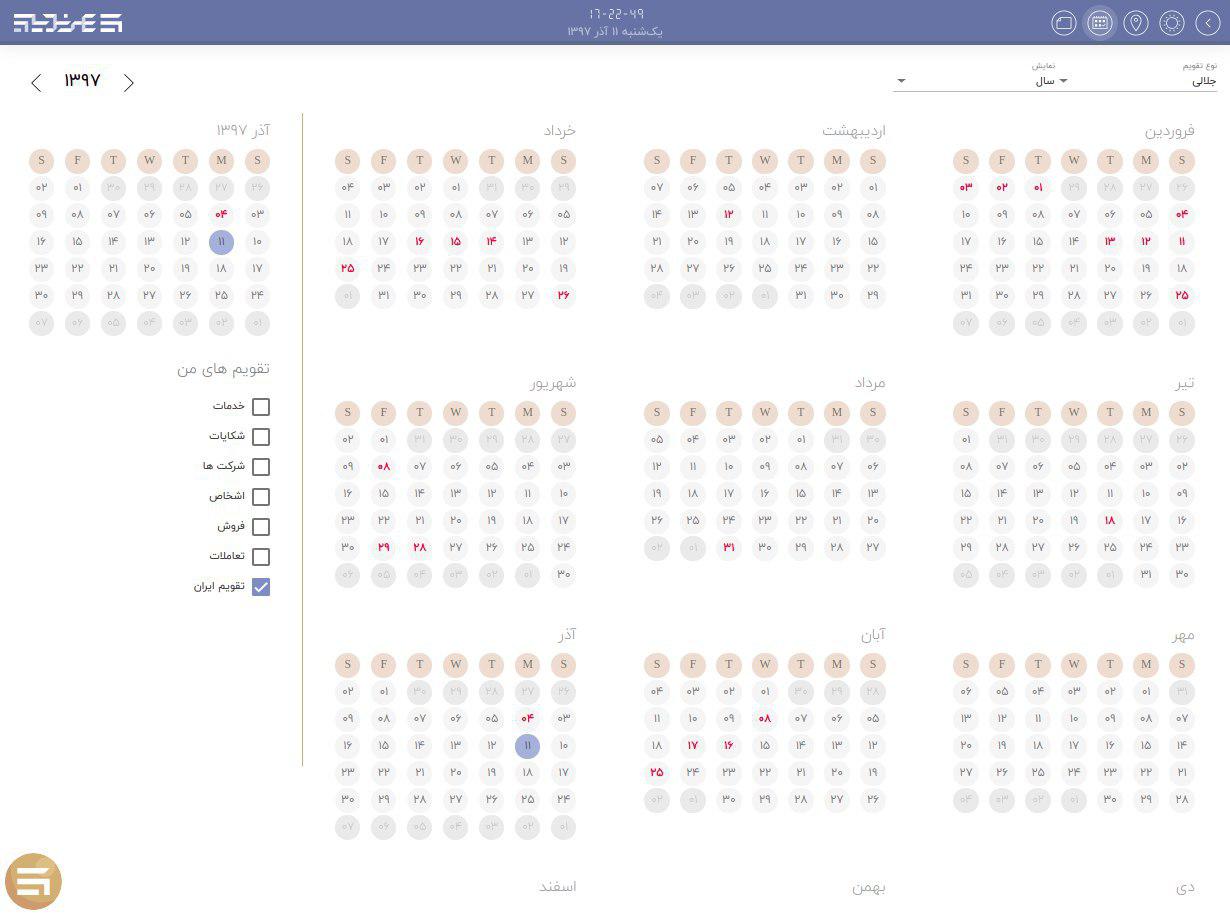 ۱۷-۲۲-۴۹
یک‌شنبه ۱۱ آذر ۱۳۹۷
نوع تقویم
جلالی
نمایش
سال
۱۳۹۷
فروردین
S M T W T F S
۲۶ ۲۷ ۲۸ ۲۹ ۰۱ ۰۲ ۰۳
۰۴ ۰۵ ۰۶ ۰۷ ۰۸ ۰۹ ۱۰
۱۱ ۱۲ ۱۳ ۱۴ ۱۵ ۱۶ ۱۷
۱۸ ۱۹ ۲۰ ۲۱ ۲۲ ۲۳ ۲۴
۲۵ ۲۶ ۲۷ ۲۸ ۲۹ ۳۰ ۳۱
۰۱ ۰۲ ۰۳ ۰۴ ۰۵ ۰۶ ۰۷
اردیبهشت
S M T W T F S
۰۱ ۰۲ ۰۳ ۰۴ ۰۵ ۰۶ ۰۷
۰۸ ۰۹ ۱۰ ۱۱ ۱۲ ۱۳ ۱۴
۱۵ ۱۶ ۱۷ ۱۸ ۱۹ ۲۰ ۲۱
۲۲ ۲۳ ۲۴ ۲۵ ۲۶ ۲۷ ۲۸
۲۹ ۳۰ ۳۱ ۰۱ ۰۲ ۰۳ ۰۴
خرداد
S M T W T F S
۲۹ ۳۰ ۳۱ ۰۱ ۰۲ ۰۳ ۰۴
۰۵ ۰۶ ۰۷ ۰۸ ۰۹ ۱۰ ۱۱
۱۲ ۱۳ ۱۴ ۱۵ ۱۶ ۱۷ ۱۸
۱۹ ۲۰ ۲۱ ۲۲ ۲۳ ۲۴ ۲۵
۲۶ ۲۷ ۲۸ ۲۹ ۳۰ ۳۱ ۰۱
تیر
S M T W T F S
۲۶ ۲۷ ۲۸ ۲۹ ۳۰ ۳۱ ۰۱
۰۲ ۰۳ ۰۴ ۰۵ ۰۶ ۰۷ ۰۸
۰۹ ۱۰ ۱۱ ۱۲ ۱۳ ۱۴ ۱۵
۱۶ ۱۷ ۱۸ ۱۹ ۲۰ ۲۱ ۲۲
۲۳ ۲۴ ۲۵ ۲۶ ۲۷ ۲۸ ۲۹
۳۰ ۳۱ ۰۱ ۰۲ ۰۳ ۰۴ ۰۵
مرداد
S M T W T F S
۳۰ ۳۱ ۰۱ ۰۲ ۰۳ ۰۴ ۰۵
۰۶ ۰۷ ۰۸ ۰۹ ۱۰ ۱۱ ۱۲
۱۳ ۱۴ ۱۵ ۱۶ ۱۷ ۱۸ ۱۹
۲۰ ۲۱ ۲۲ ۲۳ ۲۴ ۲۵ ۲۶
۲۷ ۲۸ ۲۹ ۳۰ ۳۱ ۰۱ ۰۲
شهریور
S M T W T F S
۲۷ ۲۸ ۲۹ ۳۰ ۳۱ ۰۱ ۰۲
۰۳ ۰۴ ۰۵ ۰۶ ۰۷ ۰۸ ۰۹
۱۰ ۱۱ ۱۲ ۱۳ ۱۴ ۱۵ ۱۶
۱۷ ۱۸ ۱۹ ۲۰ ۲۱ ۲۲ ۲۳
۲۴ ۲۵ ۲۶ ۲۷ ۲۸ ۲۹ ۳۰
۳۰ ۰۱ ۰۲ ۰۳ ۰۴ ۰۵ ۰۶
مهر
S M T W T F S
۳۱ ۰۱ ۰۲ ۰۳ ۰۴ ۰۵ ۰۶
۰۷ ۰۸ ۰۹ ۱۰ ۱۱ ۱۲ ۱۳
۱۴ ۱۵ ۱۶ ۱۷ ۱۸ ۱۹ ۲۰
۲۱ ۲۲ ۲۳ ۲۴ ۲۵ ۲۶ ۲۷
۲۸ ۲۹ ۳۰ ۰۱ ۰۲ ۰۳ ۰۴
آبان
S M T W T F S
۲۸ ۲۹ ۳۰ ۰۱ ۰۲ ۰۳ ۰۴
۰۵ ۰۶ ۰۷ ۰۸ ۰۹ ۱۰ ۱۱
۱۲ ۱۳ ۱۴ ۱۵ ۱۶ ۱۷ ۱۸
۱۹ ۲۰ ۲۱ ۲۲ ۲۳ ۲۴ ۲۵
۲۶ ۲۷ ۲۸ ۲۹ ۳۰ ۰۱ ۰۲
آذر
S M T W T F S
۲۶ ۲۷ ۲۸ ۲۹ ۳۰ ۰۱ ۰۲
۰۳ ۰۴ ۰۵ ۰۶ ۰۷ ۰۸ ۰۹
۱۰ ۱۱ ۱۲ ۱۳ ۱۴ ۱۵ ۱۶
۱۷ ۱۸ ۱۹ ۲۰ ۲۱ ۲۲ ۲۳
۲۴ ۲۵ ۲۶ ۲۷ ۲۸ ۲۹ ۳۰
۰۱ ۰۲ ۰۳ ۰۴ ۰۵ ۰۶ ۰۷
دی
بهمن
اسفند
آذر ۱۳۹۷
S M T W T F S
۲۶ ۲۷ ۲۸ ۲۹ ۳۰ ۰۱ ۰۲
۰۳ ۰۴ ۰۵ ۰۶ ۰۷ ۰۸ ۰۹
۱۰ ۱۱ ۱۲ ۱۳ ۱۴ ۱۵ ۱۶
۱۷ ۱۸ ۱۹ ۲۰ ۲۱ ۲۲ ۲۳
۲۴ ۲۵ ۲۶ ۲۷ ۲۸ ۲۹ ۳۰
۰۱ ۰۲ ۰۳ ۰۴ ۰۵ ۰۶ ۰۷
تقویم های من
خدمات
شکایات
شرکت ها
اشخاص
فروش
تعاملات
تقویم ایران